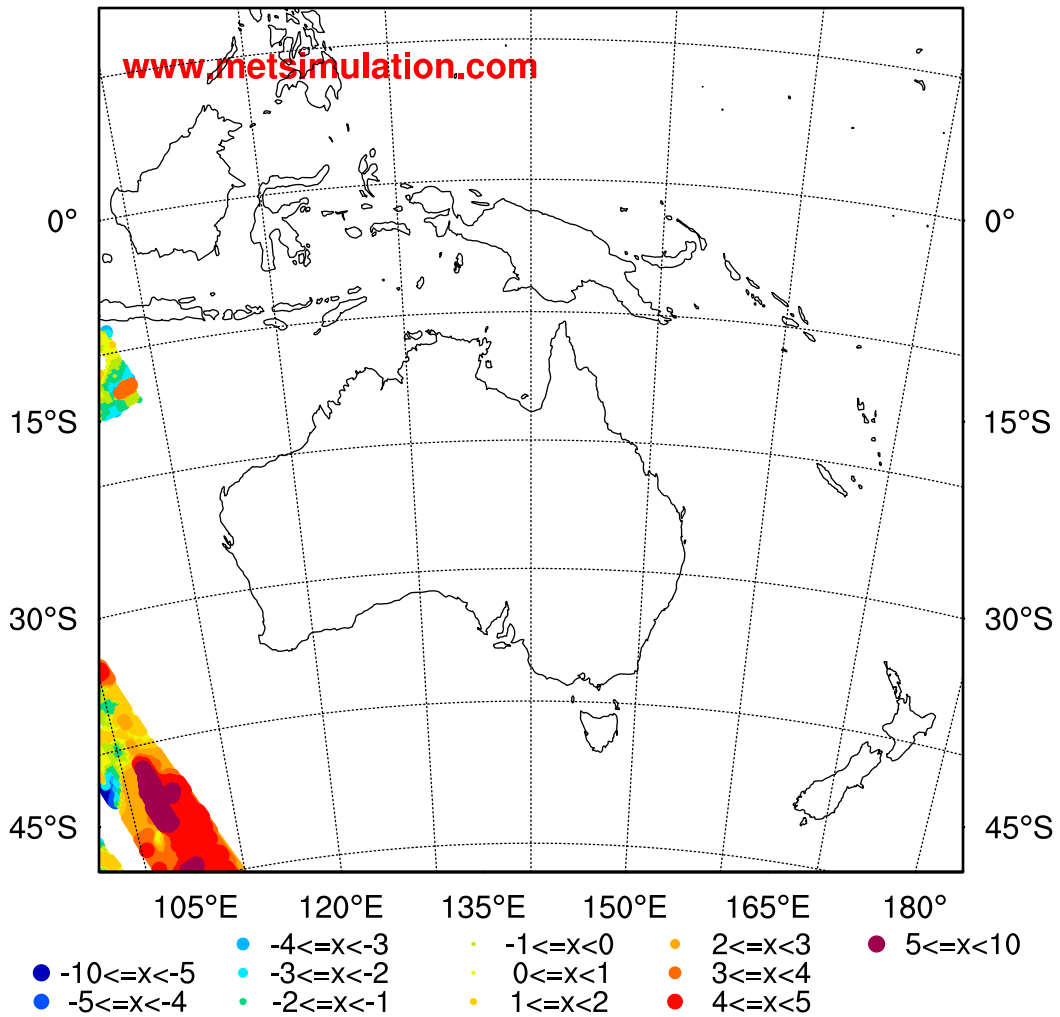 www.metsimulation.com
0° 0°
15°S 15°S
30°S 30°S
45°S 45°S
105°E 120°E 135°E 150°E 165°E 180°
-4<=x<-3 -1<=x<0 2<=x<3 5<=x<10
-10<=x<-5 -3<=x<-2 0<=x<1 3<=x<4
-5<=x<-4 -2<=x<-1 1<=x<2 4<=x<5